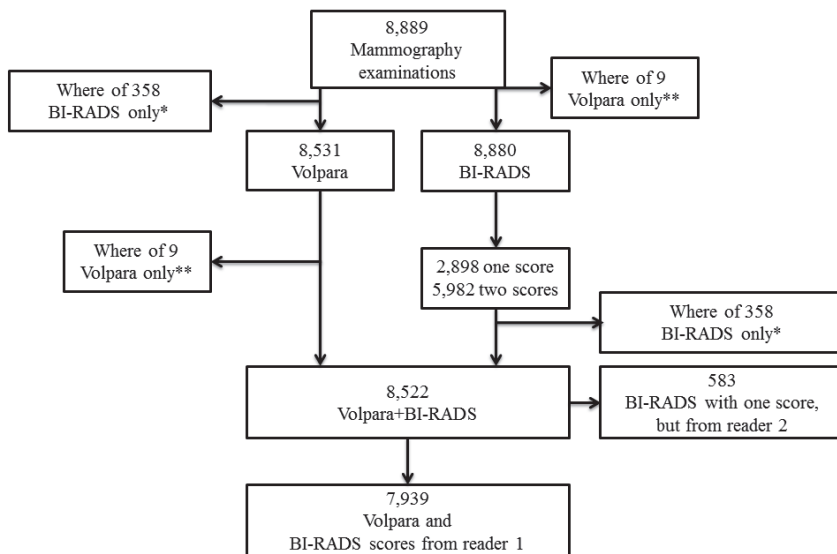 8,889
Mammography
examinations
Where of 358
BI-RADS only*
Where of 9
Volpara only**
8,531
Volpara
8,880
BI-RADS
Where of 9
Volpara only**
2,898 one score
5,982 two scores
Where of 358
BI-RADS only*
8,522
Volpara+BI-RADS
583
BI-RADS with one score,
but from reader 2
7,939
Volpara and
BI-RADS scores from reader 1